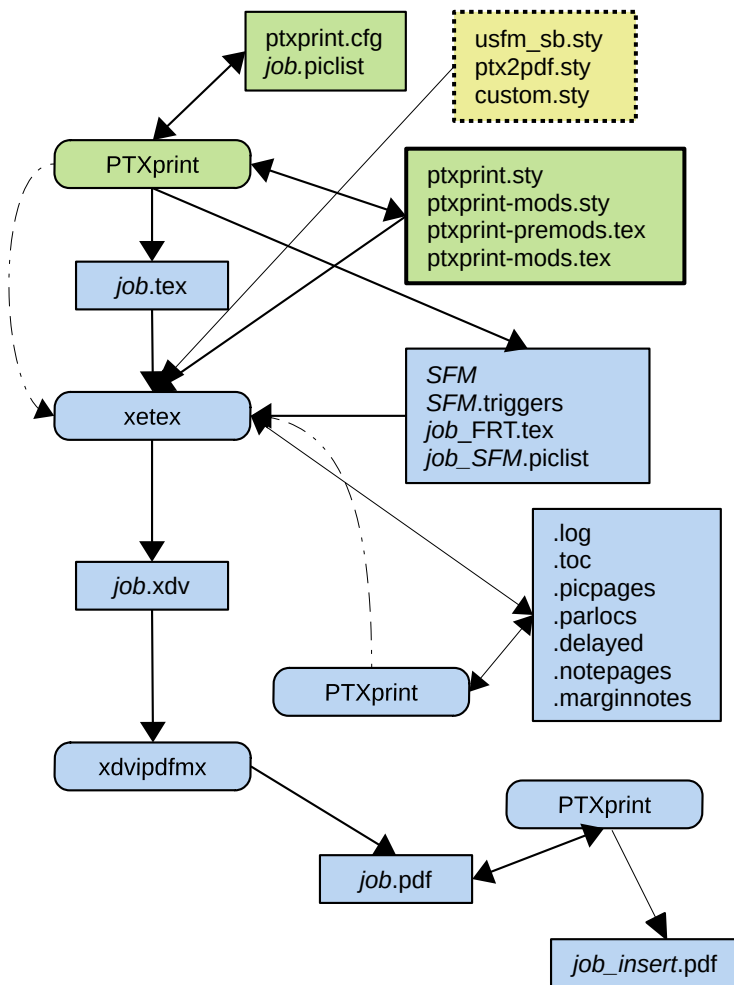 ptxprint.cfg
job.piclist
usfm_sb.sty
ptx2pdf.sty
custom.sty
PTXprint
ptxprint.sty
ptxprint-mods.sty
ptxprint-premods.tex
ptxprint-mods.tex
job.tex
SFM
SFM.triggers
job_FRT.tex
job_SFM.piclist
xetex
.log
.toc
.picpages
.parlocs
.delayed
.notepages
.marginnotes
job.xdv
PTXprint
xdvipdfmx
PTXprint
job.pdf
job_insert.pdf